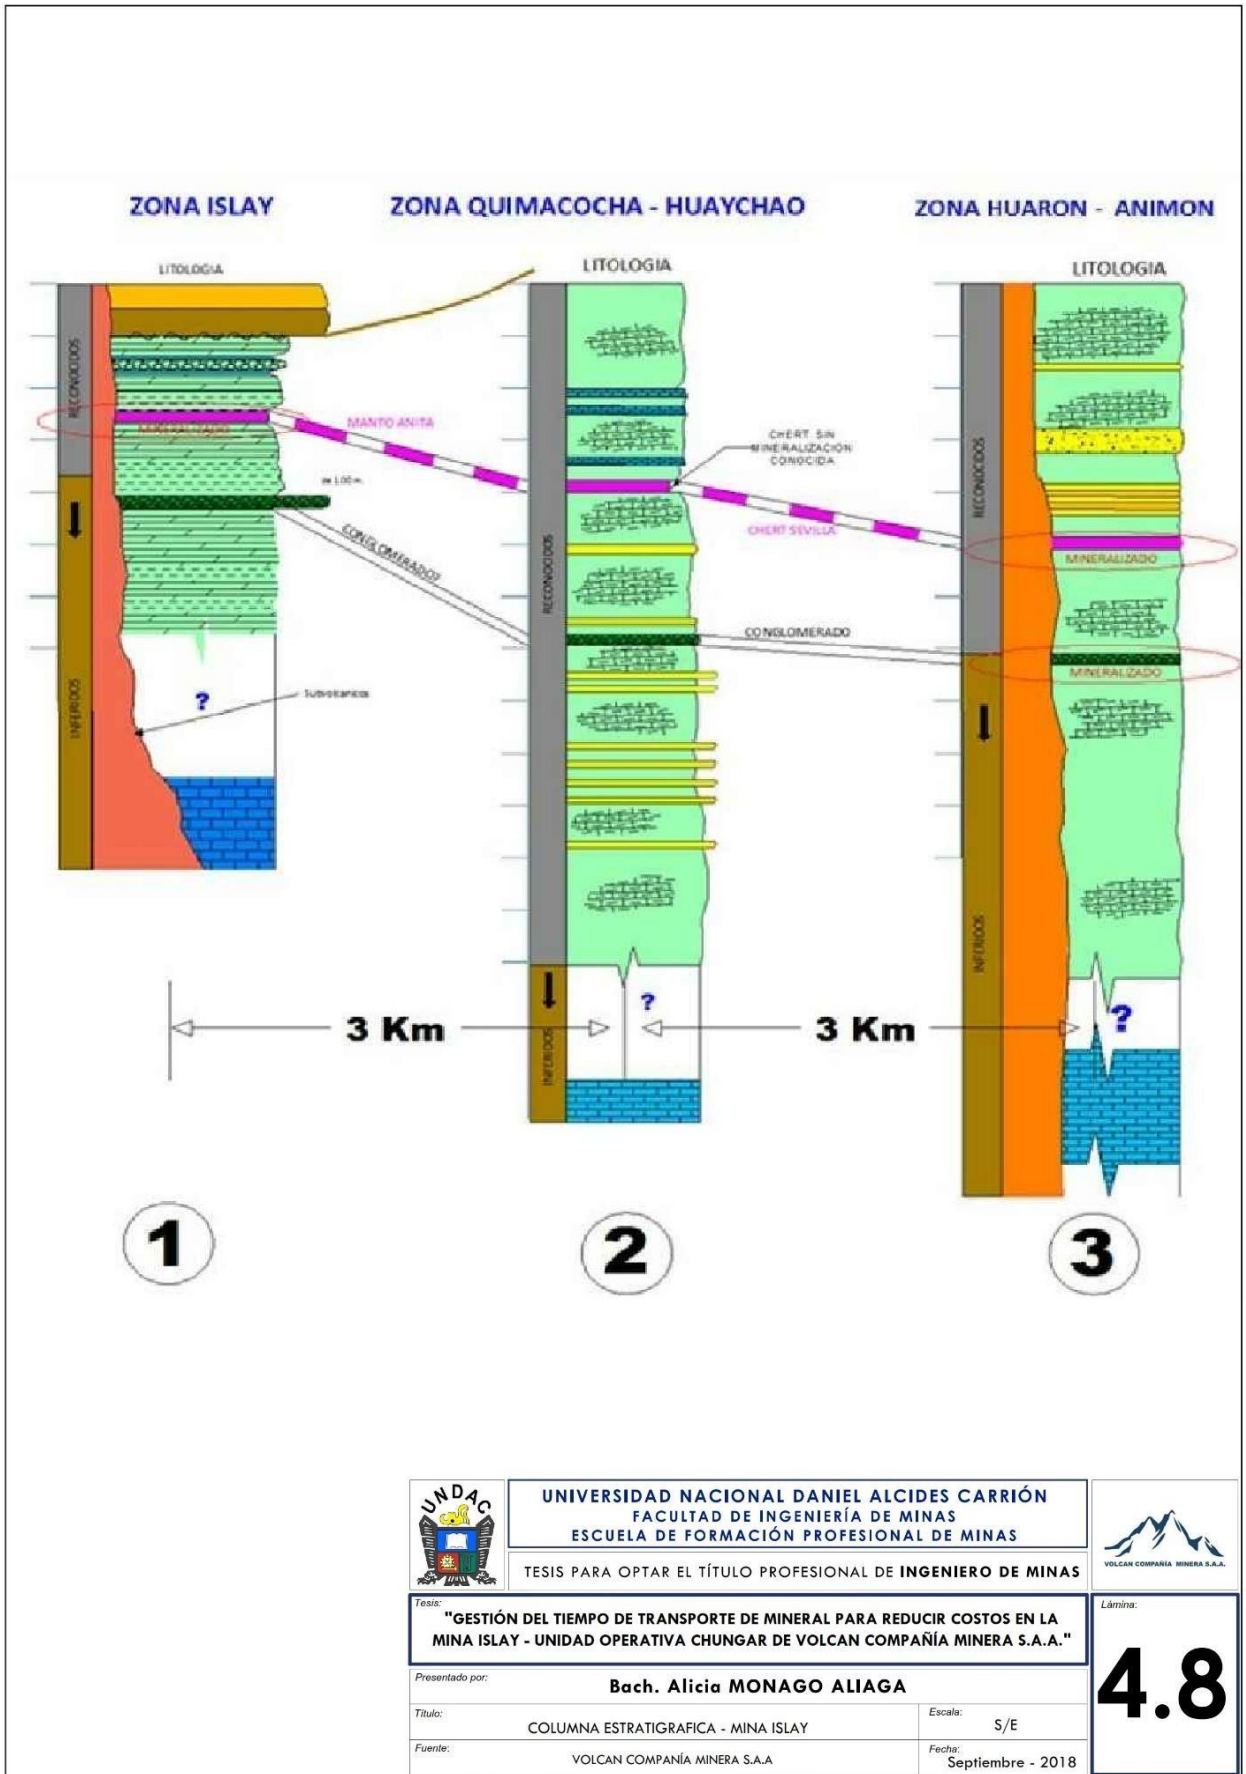 ZONA ISLAY
ZONA QUIMACOCHA - HUAYCHAO
ZONA HUARON - ANIMON
LITOLOGIA
LITOLOGIA
LITOLOGIA
RECONOCIDOS
MINERALIZADO
MANTO ANITA
CHERT SIN
MINERALIZACIÓN
CONOCIDA
RECONOCIDOS
CHERT SEVILLA
MINERALIZADO
CONGLOMERADO?
RECONOCIDOS
CONGLOMERADO
MINERALIZADO
INFERIDOS
?
Subvolcanicos
INFERIDOS
?
?
INFERIDOS
3 Km
3 Km
1
2
3
UNDAC
UNIVERSIDAD NACIONAL DANIEL ALCIDES CARRIÓN
FACULTAD DE INGENIERÍA DE MINAS
ESCUELA DE FORMACIÓN PROFESIONAL DE MINAS
VOLCAN COMPAÑÍA MINERA S.A.A.
TESIS PARA OPTAR EL TÍTULO PROFESIONAL DE INGENIERO DE MINAS
Tesis:
"GESTIÓN DEL TIEMPO DE TRANSPORTE DE MINERAL PARA REDUCIR COSTOS EN LA
MINA ISLAY - UNIDAD OPERATIVA CHUNGAR DE VOLCAN COMPAÑÍA MINERA S.A.A."
Lámina:
4.8
Presentado por:
Bach. Alicia MONAGO ALIAGA
Título:
COLUMNA ESTRATIGRAFICA - MINA ISLAY
Escala:
S/E
Fuente:
VOLCAN COMPAÑÍA MINERA S.A.A
Fecha:
Septiembre - 2018